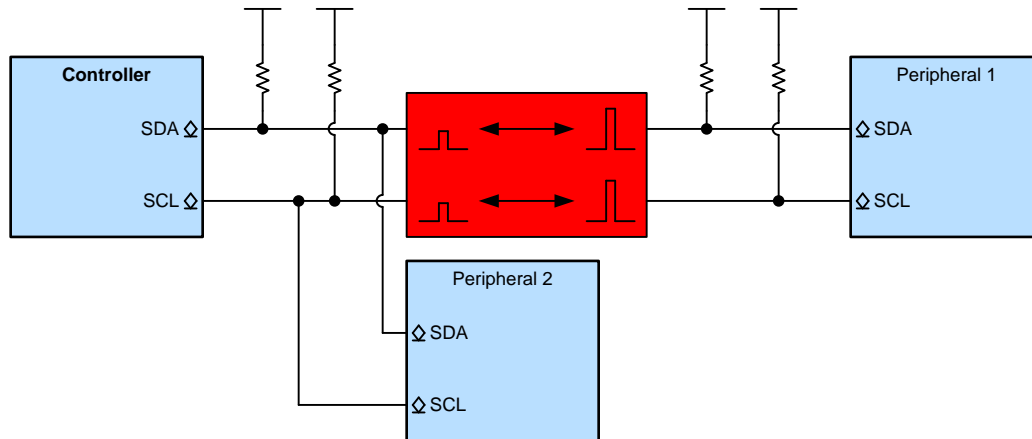 Controller
SDA
SCL
Peripheral 1
SDA
SCL
Peripheral 2
SDA
SCL